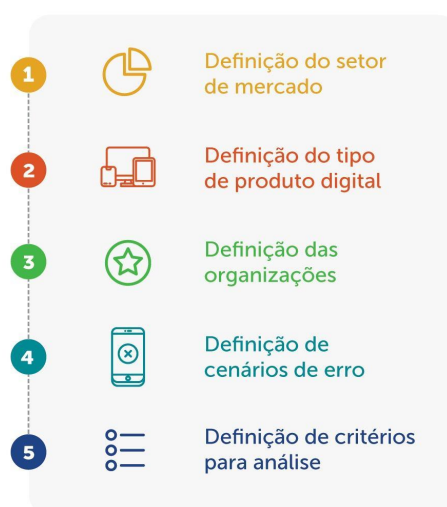 1
Definição do setor
de mercado
2
Definição do tipo
de produto digital
3
Definição das
organizações
4
Definição de
cenários de erro
5
Definição de critérios
para análise